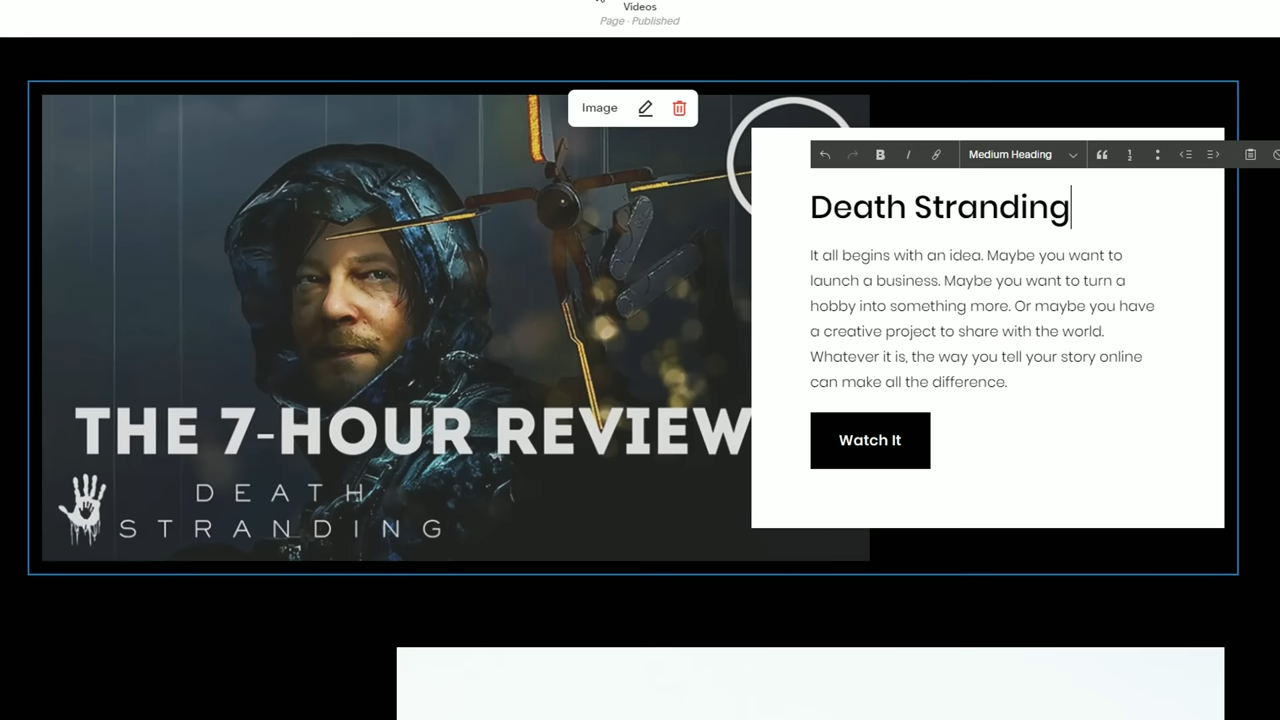 Videos
Page · Published
Image
B
I
Medium Heading
Death Stranding
It all begins with an idea. Maybe you want to
launch a business. Maybe you want to turn a
hobby into something more. Or maybe you have
a creative project to share with the world.
Whatever it is, the way you tell your story online
can make all the difference.
Watch It
THE 7-HOUR REVIEW
DEATH
STRANDING